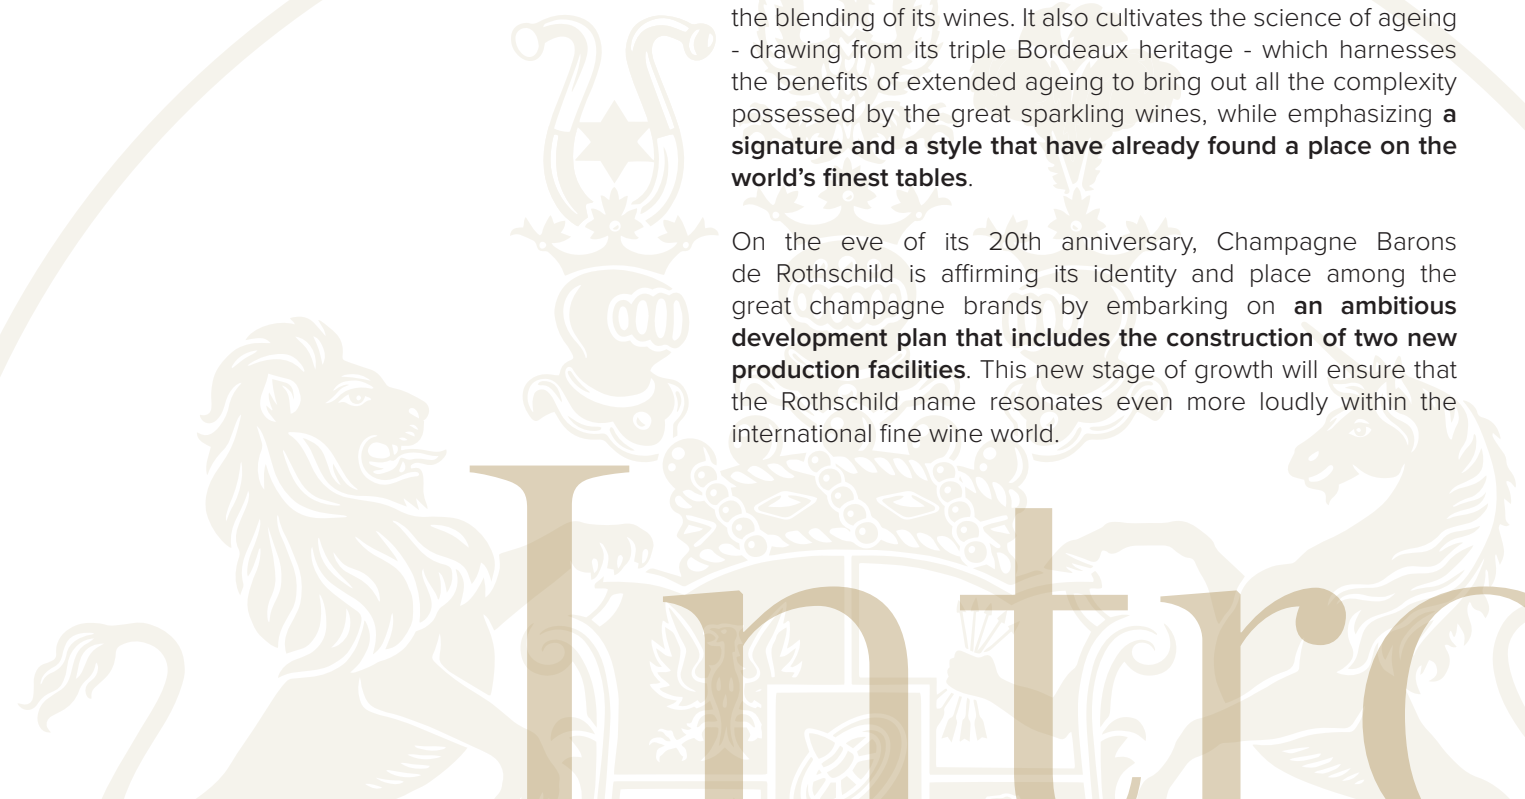 the blending of its wines. It also cultivates the science of ageing
- drawing from its triple Bordeaux heritage - which harnesses
the benefits of extended ageing to bring out all the complexity
possessed by the great sparkling wines, while emphasizing a
signature and a style that have already found a place on the
world’s finest tables.
On the eve of its 20th anniversary, Champagne Barons
de Rothschild is affirming its identity and place among the
great champagne brands by embarking on an ambitious
development plan that includes the construction of two new
production facilities. This new stage of growth will ensure that
the Rothschild name resonates even more loudly within the
international fine wine world.
Intro